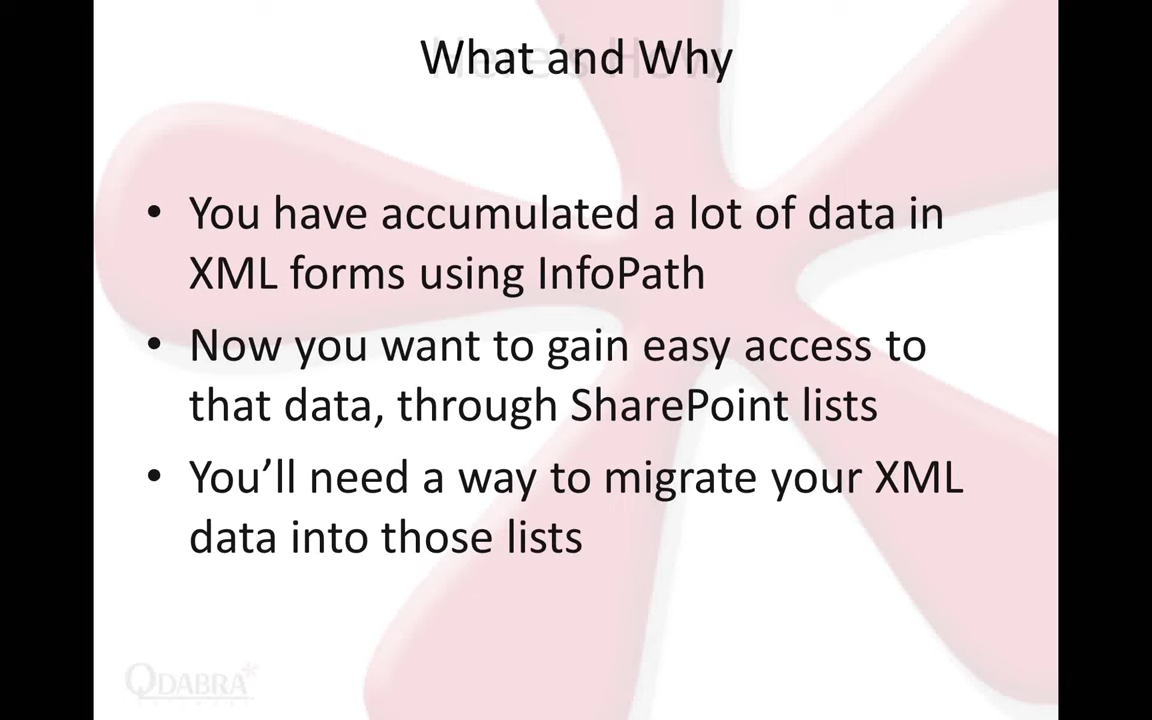 What and Why
• You have accumulated a lot of data in
XML forms using InfoPath
• Now you want to gain easy access to
that data, through SharePoint lists
• You’ll need a way to migrate your XML
data into those lists
QDABRA